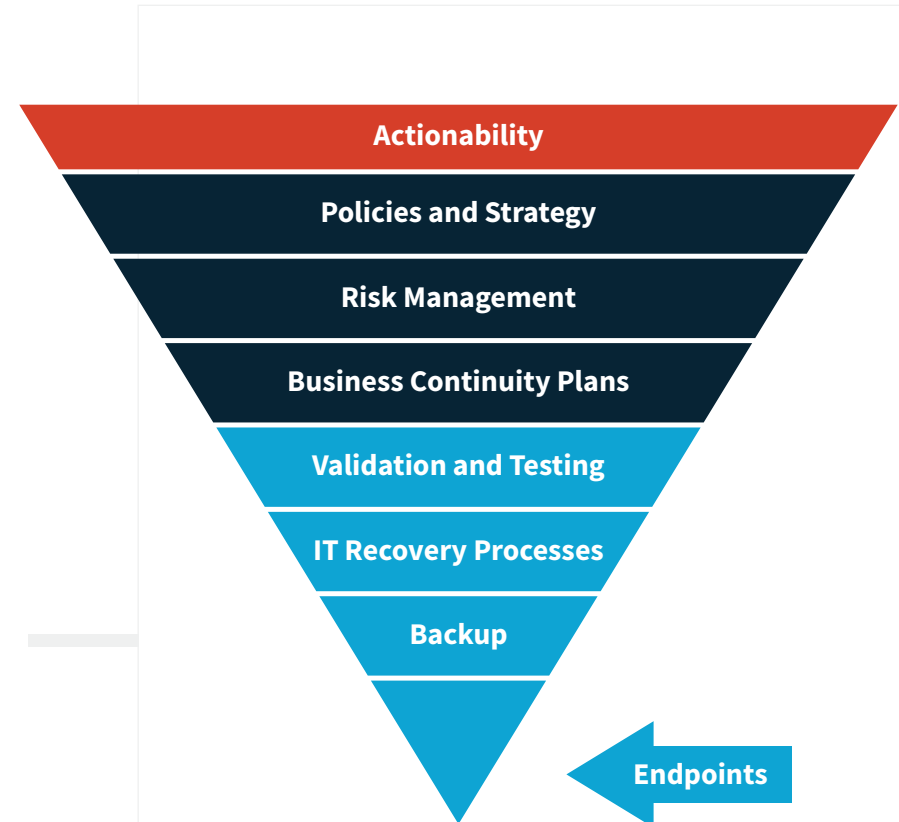 Actionability
Policies and Strategy
Risk Management
Business Continuity Plans
Validation and Testing
IT Recovery Processes
Backup
Endpoints